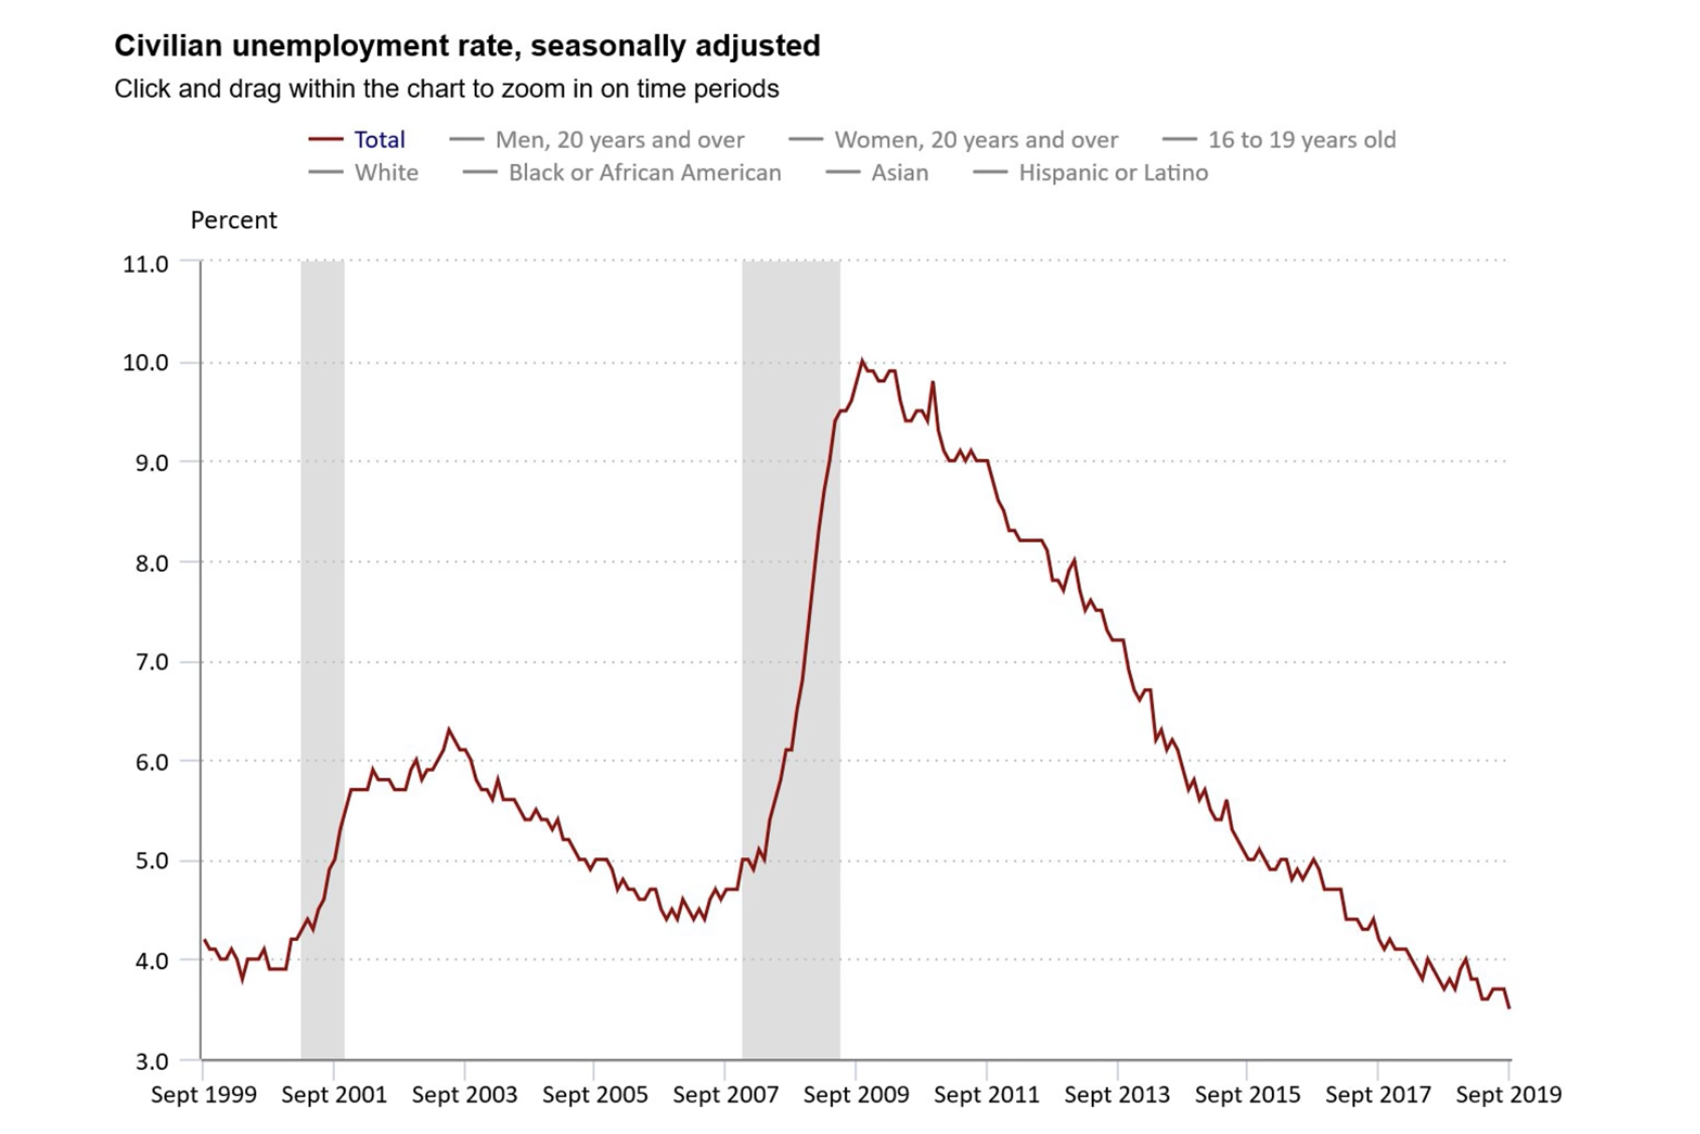 Civilian unemployment rate, seasonally adjusted
Click and drag within the chart to zoom in on time periods
Total Men, 20 years and over Women, 20 years and over 16 to 19 years old
White Black or African American Asian Hispanic or Latino
Percent
11.0
10.0
9.0
8.0
7.0
6.0
5.0
4.0
3.0
Sept 1999 Sept 2001 Sept 2003 Sept 2005 Sept 2007 Sept 2009 Sept 2011 Sept 2013 Sept 2015 Sept 2017 Sept 2019